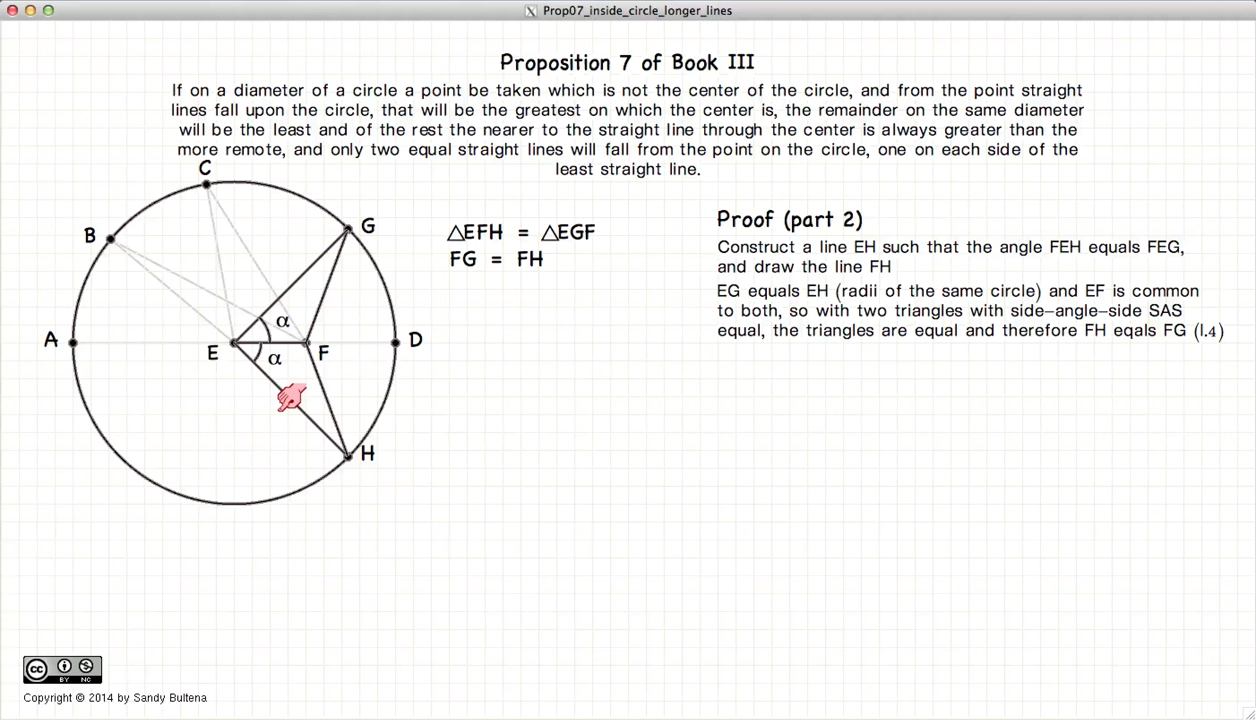 Prop07_inside_circle_longer_lines
Proposition 7 of Book III
If on a diameter of a circle a point be taken which is not the center of the circle, and from the point straight
lines fall upon the circle, that will be the greatest on which the center is, the remainder on the same diameter
will be the least and of the rest the nearer to the straight line through the center is always greater than the
more remote, and only two equal straight lines will fall from the point on the circle, one on each side of the
least straight line.
C
B
G
A
E
α
α
F
D
H
△EFH = △EGF
FG = FH
Proof (part 2)
Construct a line EH such that the angle FEH equals FEG,
and draw the line FH
EG equals EH (radii of the same circle) and EF is common
to both, so with two triangles with side-angle-side SAS
equal, the triangles are equal and therefore FH eqals FG (I.4)
cc
BY NC
Copyright © 2014 by Sandy Bultena